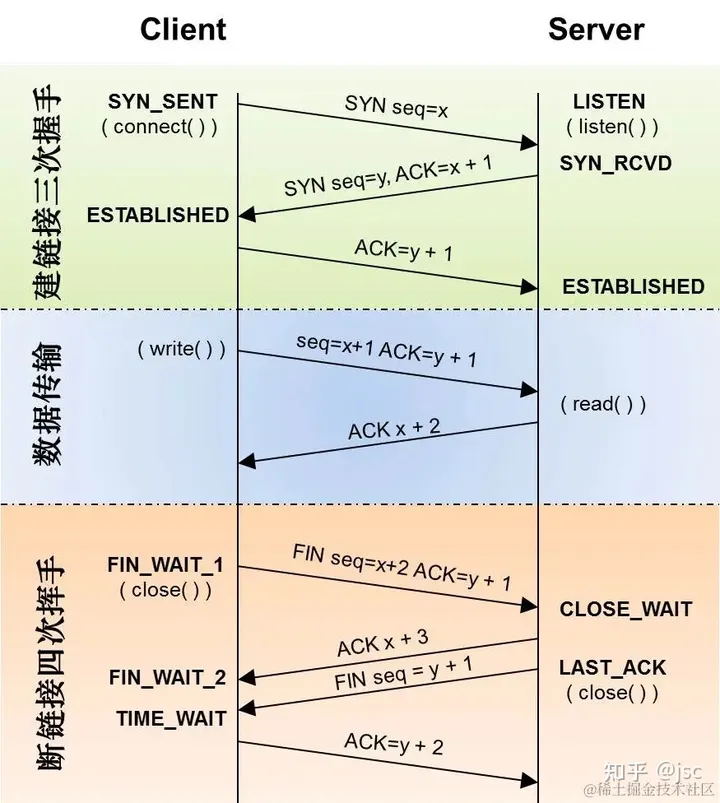 Client
Server
建链接三次握手
SYN_SENT
( connect( ) )
SYN seq=x
LISTEN
( listen( ) )
SYN_RCVD
SYN seq=y, ACK=x + 1
ESTABLISHED
ACK=y + 1
ESTABLISHED
数据传输
( write( ) )
seq=x+1 ACK=y + 1
( read( ) )
ACK x + 2
断链接四次挥手
FIN_WAIT_1
( close( ) )
FIN seq=x+2 ACK=y + 1
CLOSE_WAIT
ACK x + 3
FIN_WAIT_2
FIN seq = y + 1
LAST_ACK
( close( ) )
TIME_WAIT
ACK=y + 2
知乎 @jsc
@稀土掘金技术社区